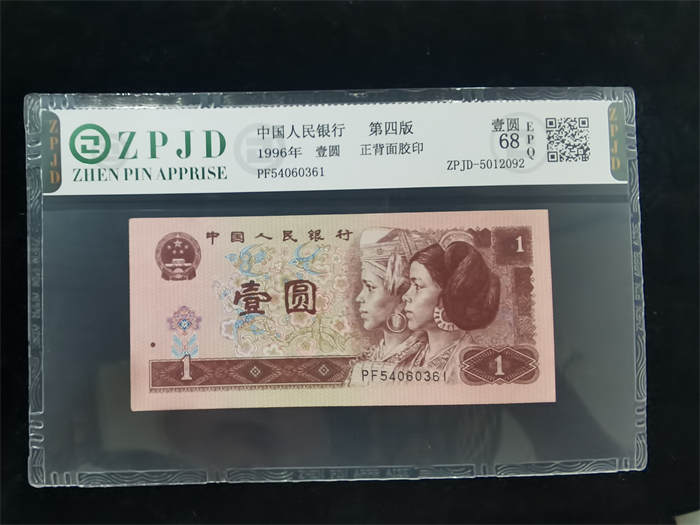 ZPJD
ZHEN PIN APPRISE
中国人民银行 第四版
1996年 壹圆 正背面胶印
PF54060361
壹圆
68
EPQ
ZPJD-5012092
ZPJD
ZPJD
中国人民银行
1
壹圆
1
PF54060361
1